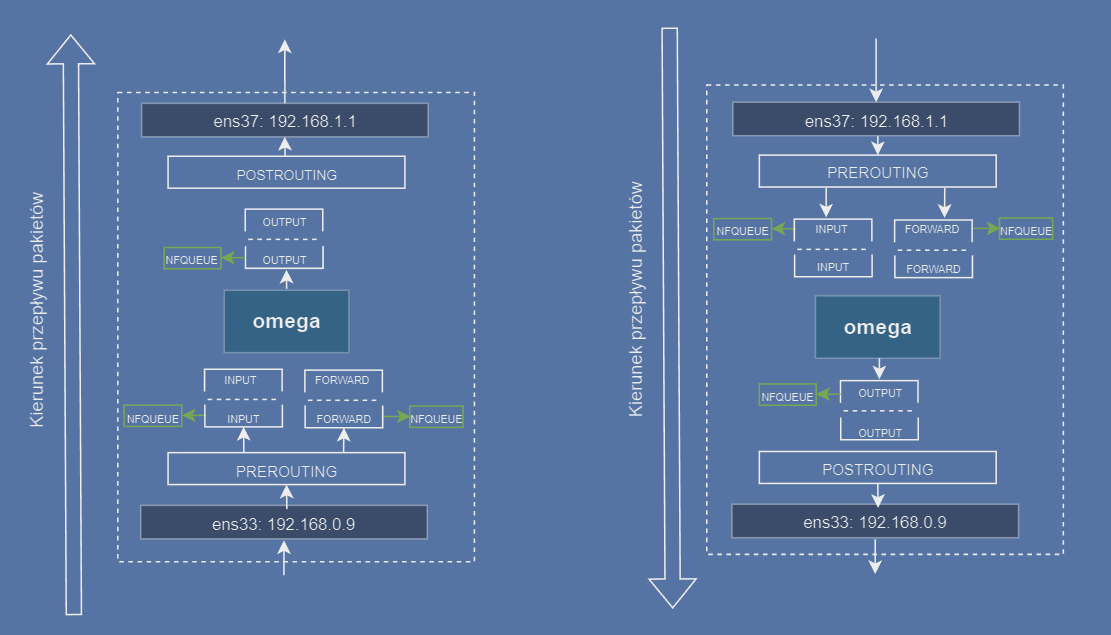 Kierunek przepływu pakietów
ens37: 192.168.1.1
POSTROUTING
OUTPUT
NFQUEUE
OUTPUT
omega
INPUT
FORWARD
NFQUEUE
INPUT
FORWARD
NFQUEUE
PREROUTING
ens33: 192.168.0.9
Kierunek przepływu pakietów
ens37: 192.168.1.1
PREROUTING
NFQUEUE
INPUT
FORWARD
NFQUEUE
INPUT
FORWARD
omega
NFQUEUE
OUTPUT
OUTPUT
POSTROUTING
ens33: 192.168.0.9